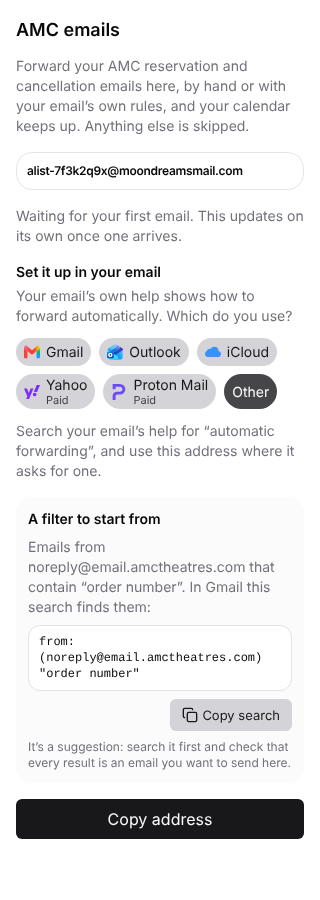 AMC emails
Forward your AMC reservation and
cancellation emails here, by hand or with
your email’s own rules, and your calendar
keeps up. Anything else is skipped.
alist-7f3k2q9x@moondreamsmail.com
Waiting for your first email. This updates on
its own once one arrives.
Set it up in your email
Your email’s own help shows how to
forward automatically. Which do you use?
Gmail
Outlook
iCloud
Yahoo
Paid
Proton Mail
Paid
Other
Search your email’s help for “automatic
forwarding”, and use this address where it
asks for one.
A filter to start from
Emails from
noreply@email.amctheatres.com that
contain “order number”. In Gmail this
search finds them:
from:
(noreply@email.amctheatres.com)
"order number"
Copy search
It’s a suggestion: search it first and check that
every result is an email you want to send here.
Copy address